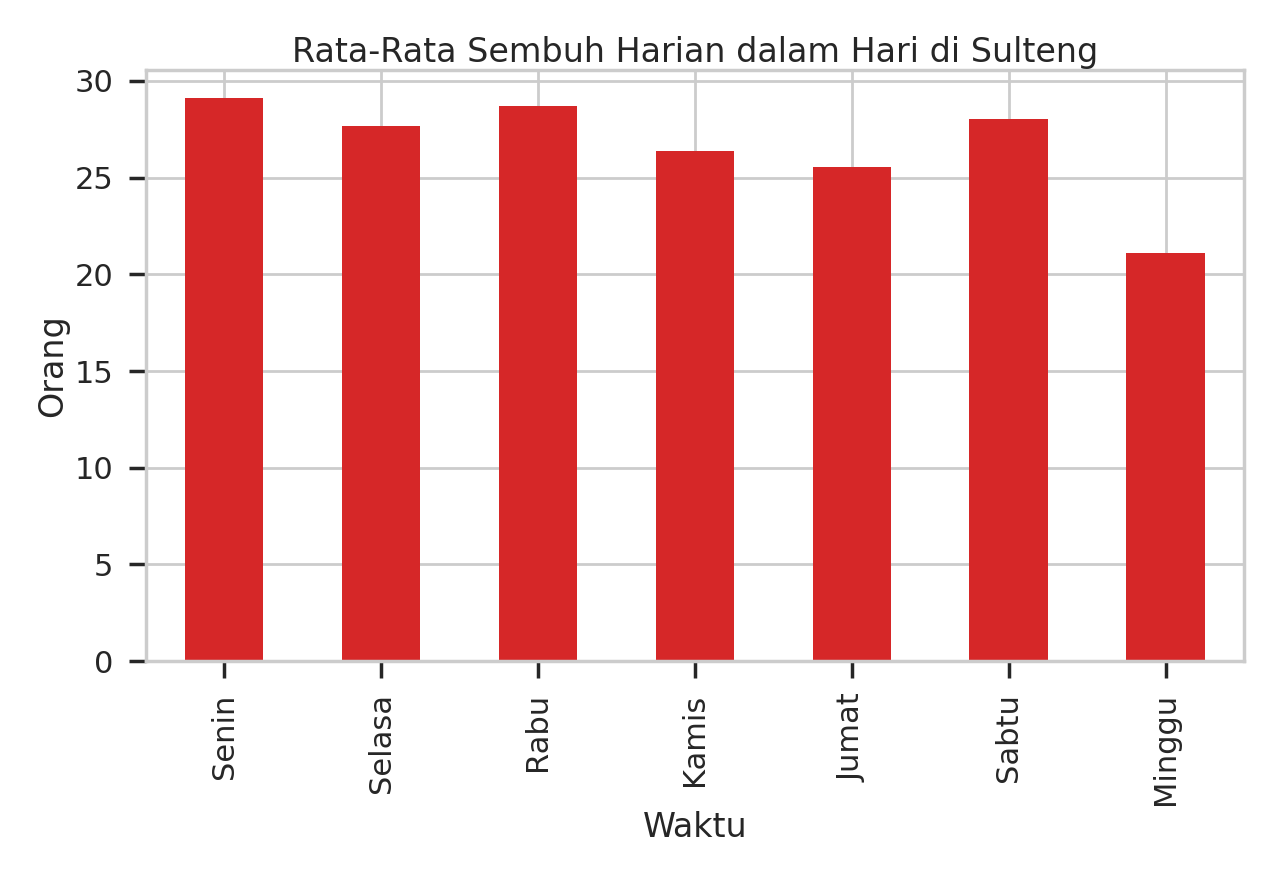 Rata-Rata Sembuh Harian dalam Hari di Sulteng
Orang
30
25
20
15
10
5
0
Senin
Selasa
Rabu
Kamis
Jumat
Sabtu
Minggu
Waktu